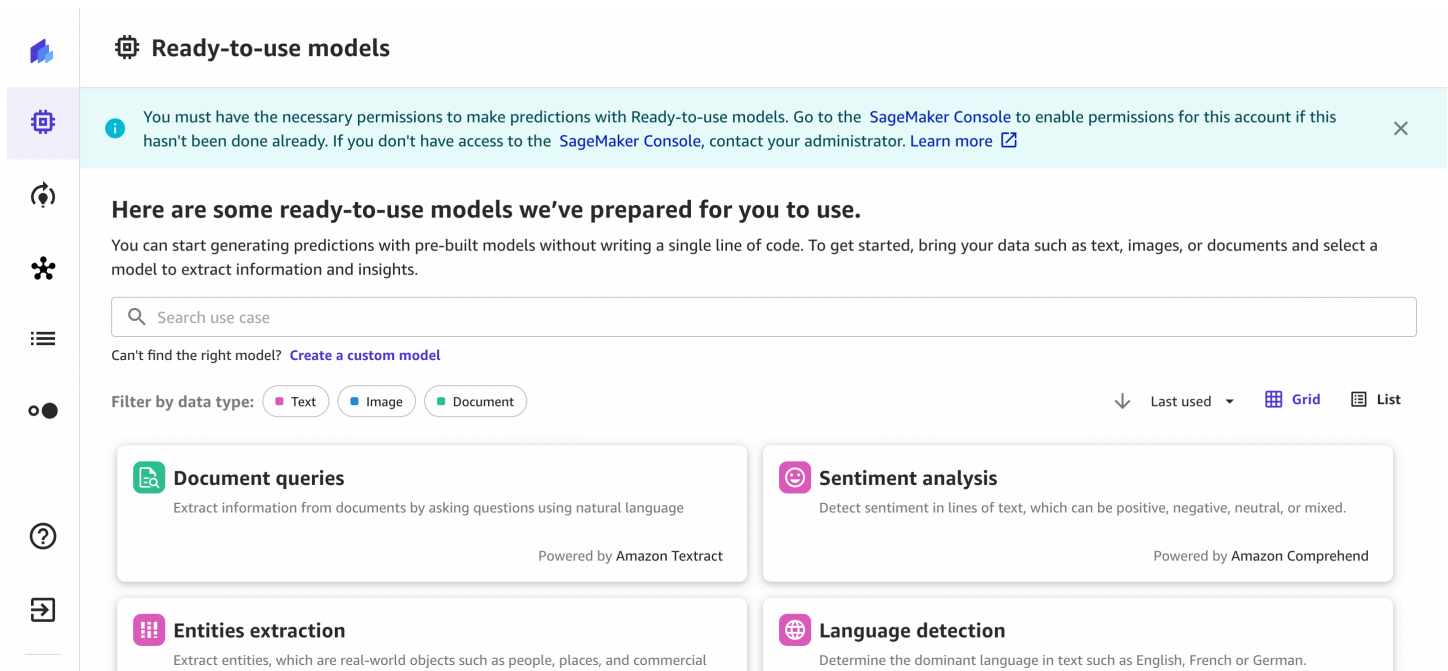 Ready-to-use models
You must have the necessary permissions to make predictions with Ready-to-use models. Go to the SageMaker Console to enable permissions for this account if this
hasn't been done already. If you don't have access to the SageMaker Console, contact your administrator. Learn more
Here are some ready-to-use models we’ve prepared for you to use.
You can start generating predictions with pre-built models without writing a single line of code. To get started, bring your data such as text, images, or documents and select a
model to extract information and insights.
Search use case
Can't find the right model? Create a custom model
Filter by data type: Text Image Document Last used Grid List
Document queries
Extract information from documents by asking questions using natural language
Powered by Amazon Textract
Sentiment analysis
Detect sentiment in lines of text, which can be positive, negative, neutral, or mixed.
Powered by Amazon Comprehend
Entities extraction
Extract entities, which are real-world objects such as people, places, and commercial
Language detection
Determine the dominant language in text such as English, French or German.